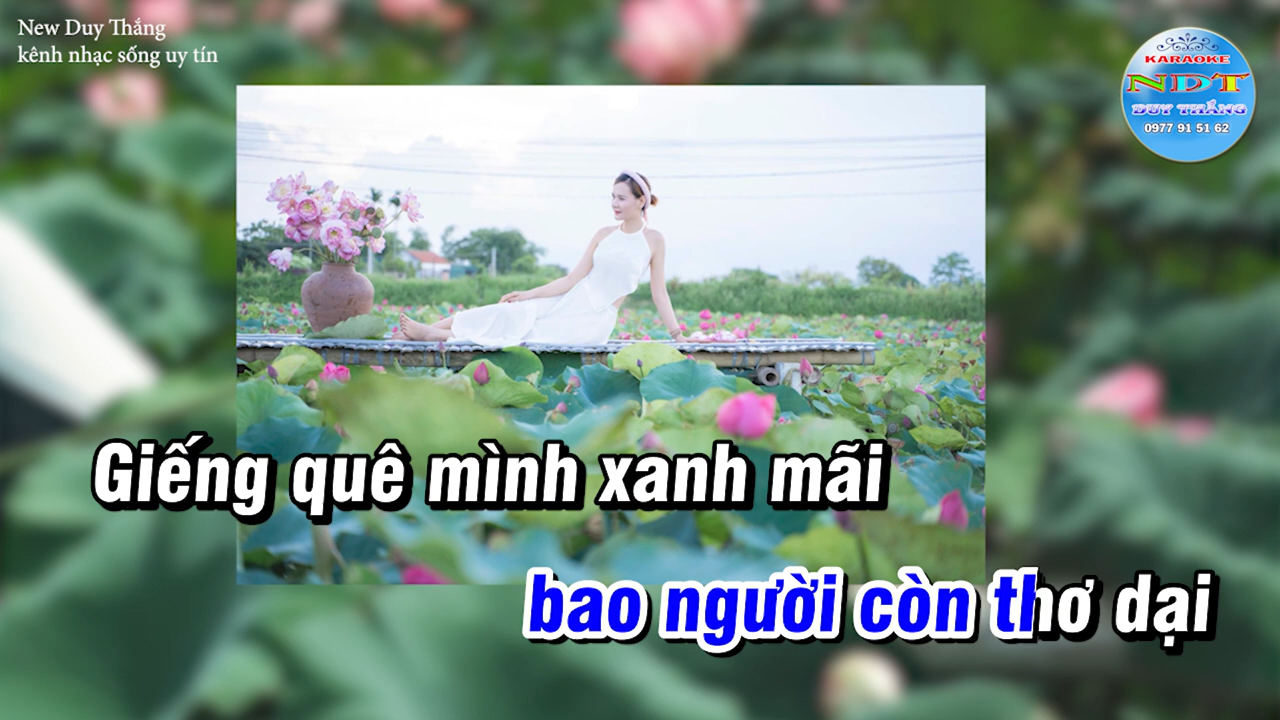 New Duy Thắng
kênh nhạc sống uy tín
KARAOKE
NDT
DUY THẮNG
0977 91 51 62
Giếng quê mình xanh mãi
bao người còn thơ dại